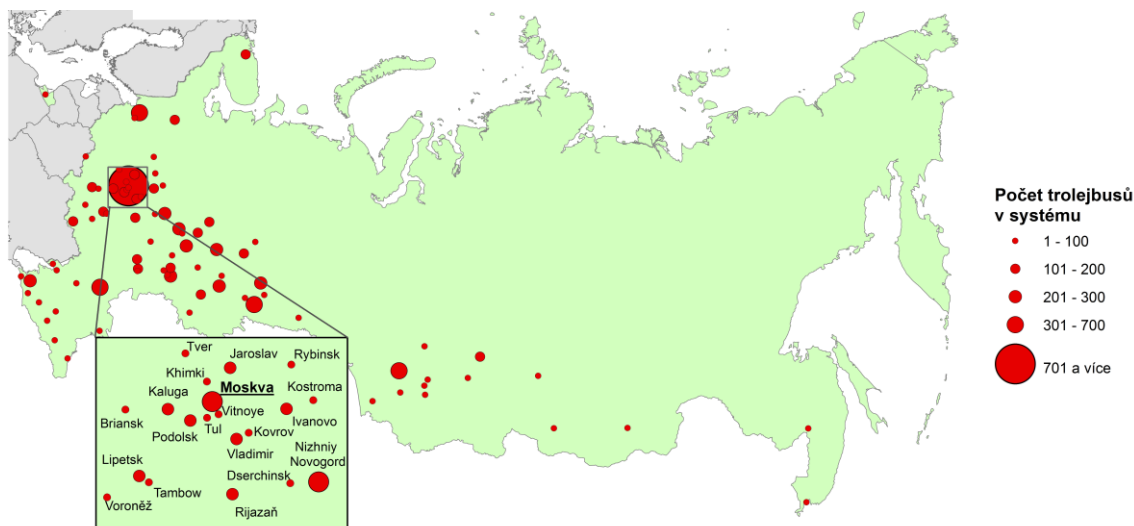 Počet trolejbusů
v systému
1 - 100
101 - 200
201 - 300
301 - 700
701 a více
Tver
Jaroslav
Rybinsk
Khimki
Moskva
Kaluga
Kostroma
Vitnoye
Briansk
Ivanovo
Podolsk
Tul
Kovrov
Vladimir
Nizhniy
Novogord
Lipetsk
Dserchinsk
Tambow
Voroněž
Rijazaň